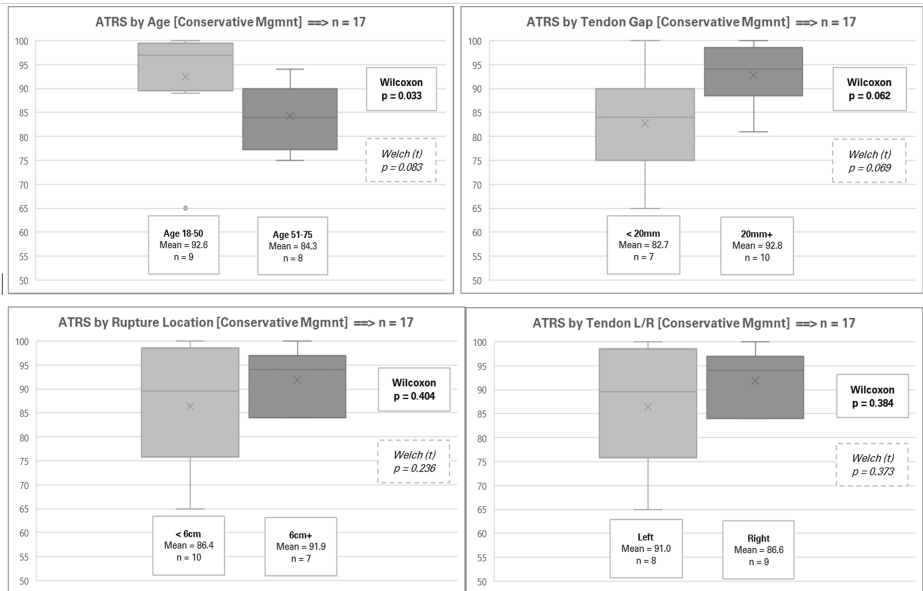 ATRS by Age [Conservative Mgmnt] ==> n = 17
100
95
90
85
80
75
70
65
60
55
50
Wilcoxon
p = 0.033
Welch (t)
p = 0.083
Age 18-50
Mean = 92.6
n = 9
Age 51-75
Mean = 84.3
n = 8
ATRS by Tendon Gap [Conservative Mgmnt] ==> n = 17
100
95
90
85
80
75
70
65
60
55
50
Wilcoxon
p = 0.062
Welch (t)
p = 0.069
< 20mm
Mean = 82.7
n = 7
20mm+
Mean = 92.8
n = 10
ATRS by Rupture Location [Conservative Mgmnt] ==> n = 17
100
95
90
85
80
75
70
65
60
55
50
Wilcoxon
p = 0.404
Welch (t)
p = 0.236
< 6cm
Mean = 86.4
n = 10
6cm+
Mean = 91.9
n = 7
ATRS by Tendon L/R [Conservative Mgmnt] ==> n = 17
100
95
90
85
80
75
70
65
60
55
50
Wilcoxon
p = 0.384
Welch (t)
p = 0.373
Left
Mean = 91.0
n = 8
Right
Mean = 86.6
n = 9